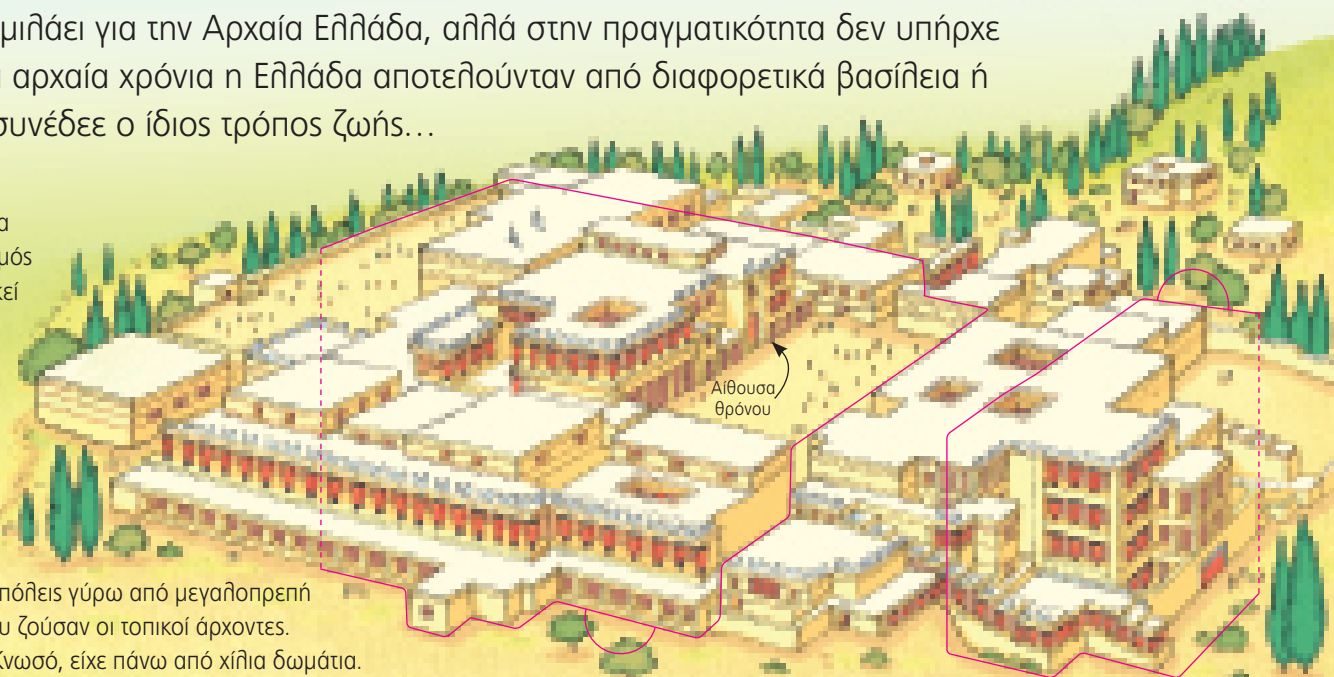 μιλάει για την Αρχαία Ελλάδα, αλλά στην πραγματικότητα δεν υπήρχε
αρχαία χρόνια η Ελλάδα αποτελούνταν από διαφορετικά βασίλεια ή
συνέδεε ο ίδιος τρόπος ζωής...
Αίθουσα
θρόνου
πόλεις γύρω από μεγαλοπρεπή
ζούσαν οι τοπικοί άρχοντες.
Κνωσό, είχε πάνω από χίλια δωμάτια.